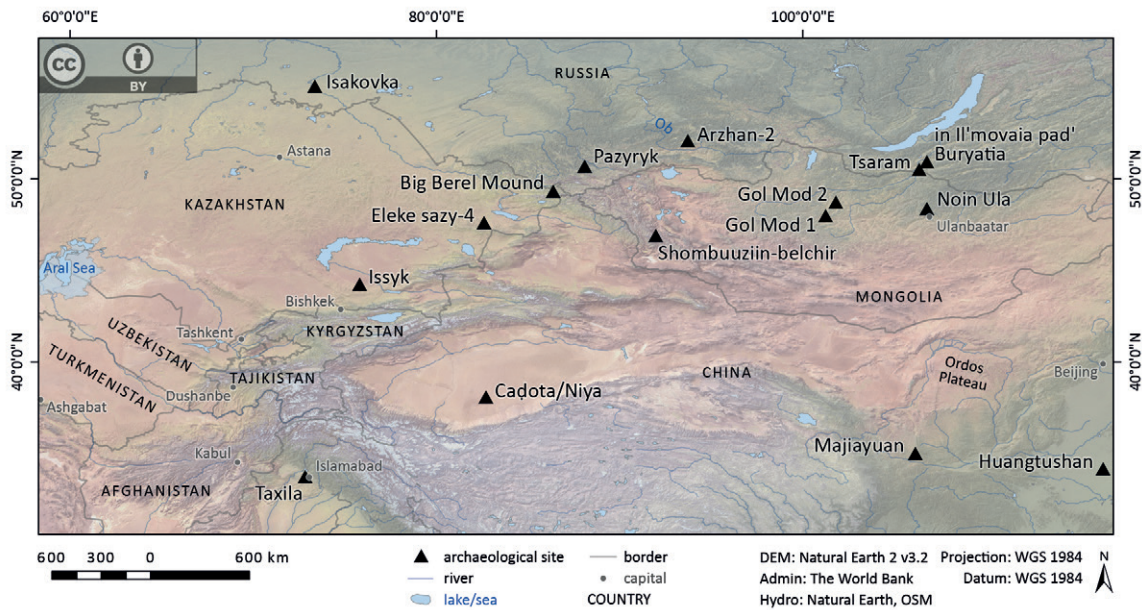 60°0'0"E 80°0'0"E 100°0'0"E
CC BY
RUSSIA
Isakovka
Ob
Arzhan-2
in Il'movaia pad'
Buryatia
Tsaram
Astana
Pazyryk
50°0'0"N 50°0'0"N
Big Berel Mound
Gol Mod 2
Noin Ula
KAZAKHSTAN
Eleke sazy-4
Gol Mod 1
Ulanbaatar
Shombuuziin-belchir
Aral Sea
Issyk
MONGOLIA
Bishkek
UZBEKISTAN
Tashkent
KYRGYZSTAN
40°0'0"N 40°0'0"N
TURKMENISTAN
TAJIKISTAN
CHINA
Ordos
Plateau
Beijing
Dushanbe
Cadota/Niya
Ashgabat
Majiayuan
Kabul
Islamabad
Huangtushan
AFGHANISTAN
Taxila
600 300 0 600 km
archaeological site
border
river
capital
lake/sea
COUNTRY
DEM: Natural Earth 2 v3.2
Admin: The World Bank
Hydro: Natural Earth, OSM
Projection: WGS 1984
Datum: WGS 1984
N